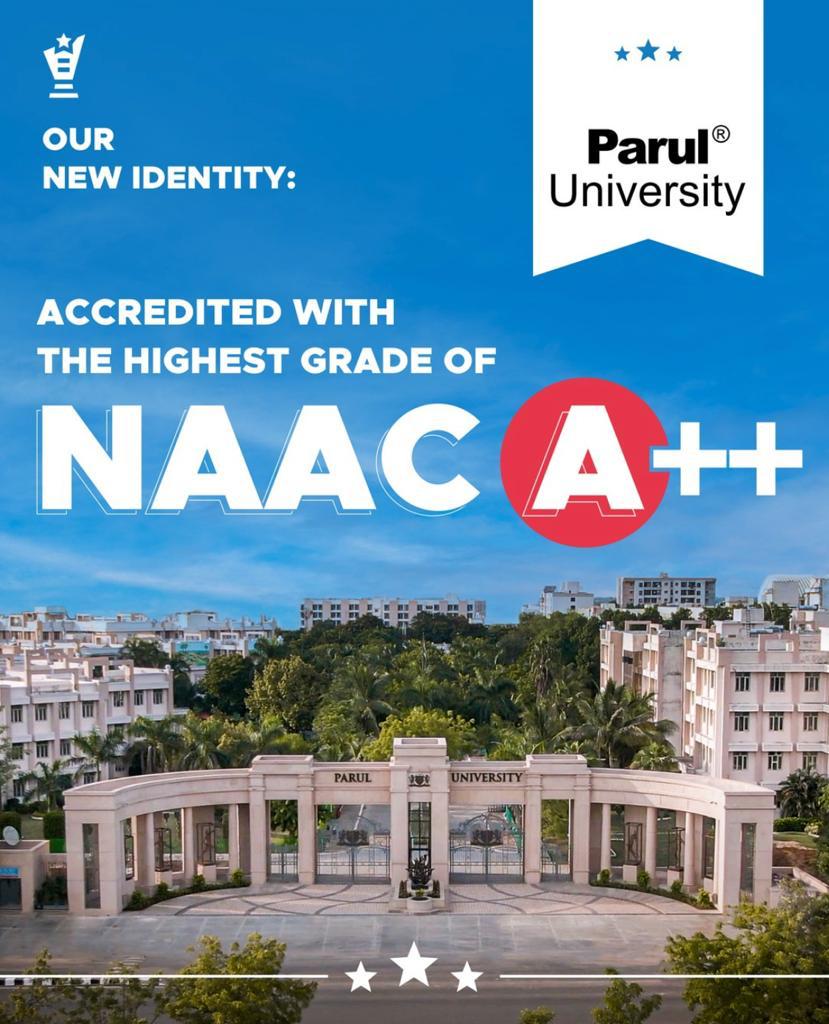 OUR
NEW IDENTITY:
Parul®
University
ACCREDITED WITH
THE HIGHEST GRADE OF
NAAC A++
PARUL UNIVERSITY